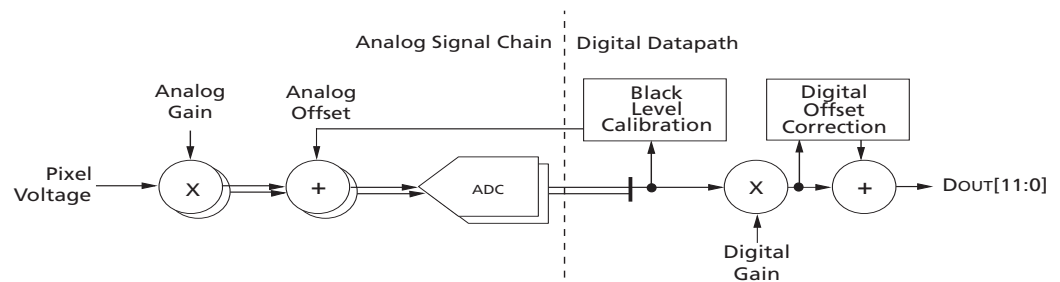 Analog Signal Chain
Digital Datapath
Analog
Gain
Analog
Offset
Black
Level
Calibration
Digital
Offset
Correction
Pixel
Voltage
X
+
ADC
X
+
DOUT[11:0]
Digital
Gain